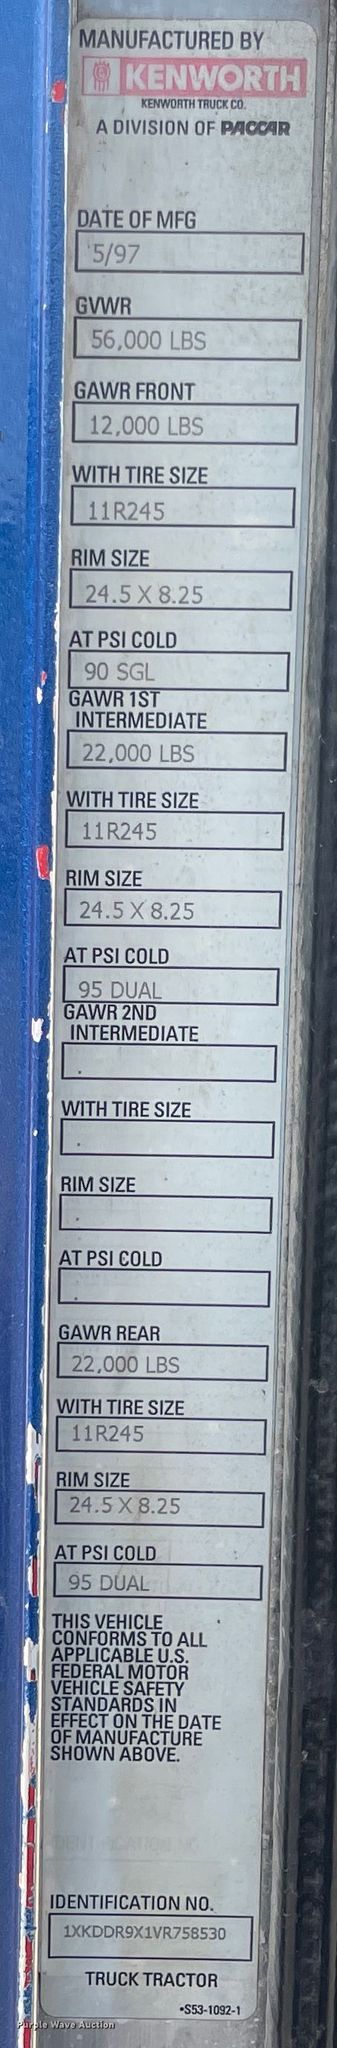 MANUFACTURED BY
KENWORTH
KENWORTH TRUCK CO.
A DIVISION OF PACCAR
DATE OF MFG
5/97
GVWR
56,000 LBS
GAWR FRONT
12,000 LBS
WITH TIRE SIZE
11R245
RIM SIZE
24.5 X 8.25
AT PSI COLD
90 SGL
GAWR 1ST
INTERMEDIATE
22,000 LBS
WITH TIRE SIZE
11R245
RIM SIZE
24.5 X 8.25
AT PSI COLD
95 DUAL
GAWR 2ND
INTERMEDIATE
.
WITH TIRE SIZE
.
RIM SIZE
.
AT PSI COLD
.
GAWR REAR
22,000 LBS
WITH TIRE SIZE
11R245
RIM SIZE
24.5 X 8.25
AT PSI COLD
95 DUAL
THIS VEHICLE
CONFORMS TO ALL
APPLICABLE U.S.
FEDERAL MOTOR
VEHICLE SAFETY
STANDARDS IN
EFFECT ON THE DATE
OF MANUFACTURE
SHOWN ABOVE.
IDENTIFICATION NO.
1XKDDR9X1VR758530
TRUCK TRACTOR
•S53-1092-1
Purple Wave Auction